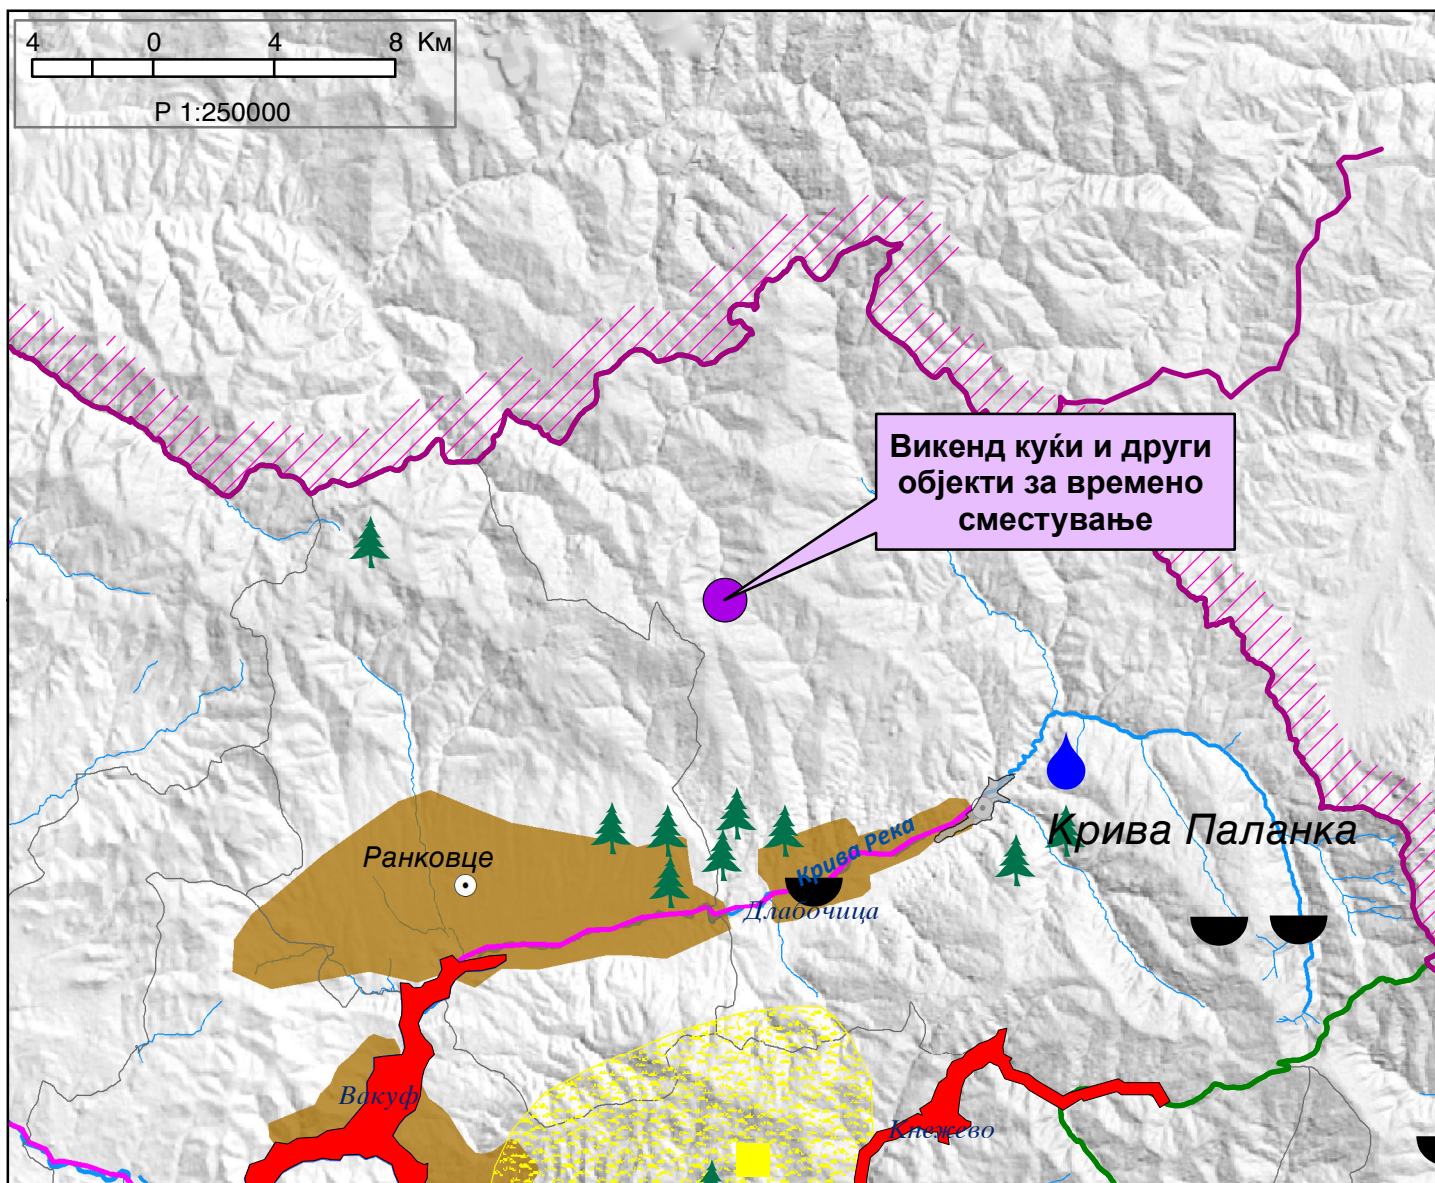 4 0 4 8 Км
Р 1:250000
Викенд куќи и други
објекти за времено
сместување
Крива Река
Крива Паланка
Ранковце
Длабочица
Вакуф
Кнежево